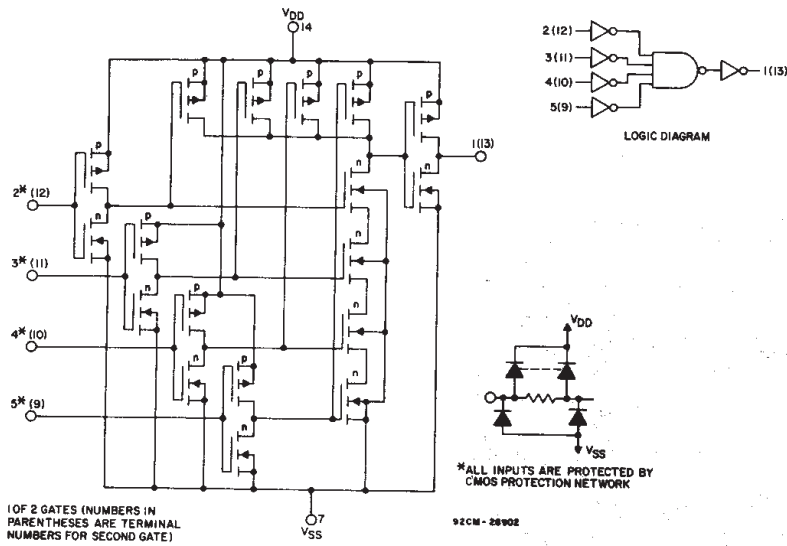 VDD
14
p
p
p
p
p
p
n
2* (12)
n
p
n
3* (11)
n
p
n
4* (10)
n
p
n
5* (9)
n
1(13)
n
7
VSS
1 OF 2 GATES (NUMBERS IN
PARENTHESES ARE TERMINAL
NUMBERS FOR SECOND GATE)
2(12)
3(11)
4(10)
5(9)
1(13)
LOGIC DIAGRAM
VDD
VSS
*ALL INPUTS ARE PROTECTED BY
CMOS PROTECTION NETWORK
92CM-28902